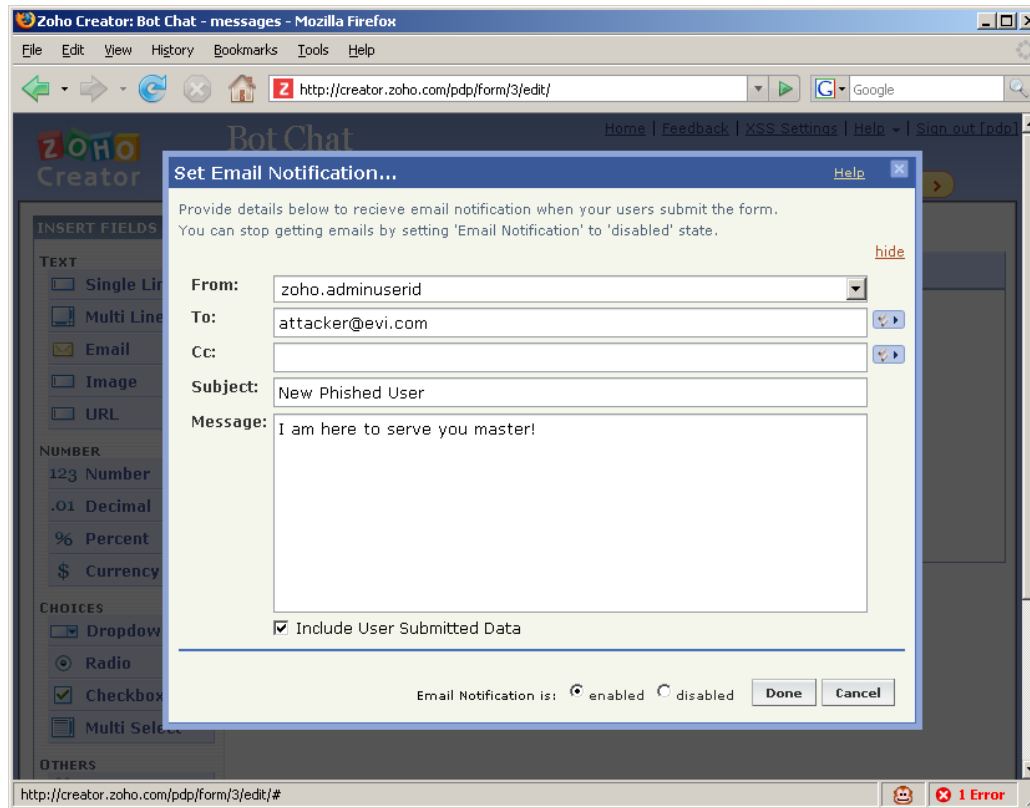 Zoho Creator: Bot Chat - messages - Mozilla Firefox
File Edit View History Bookmarks Tools Help
Z http://creator.zoho.com/pdp/form/3/edit/ G Google
ZOHO
Creator
Bot Chat
Home | Feedback | XSS Settings | Help | Sign out [pdp]
Set Email Notification... Help
Provide details below to recieve email notification when your users submit the form.
You can stop getting emails by setting 'Email Notification' to 'disabled' state.
hide
From: zoho.adminuserid
To: attacker@evi.com
Cc:
Subject: New Phished User
Message: I am here to serve you master!
Include User Submitted Data
Email Notification is: enabled disabled Done Cancel
INSERT FIELDS
TEXT
Single Lin
Multi Line
Email
Image
URL
NUMBER
123 Number
.01 Decimal
% Percent
$ Currency
CHOICES
Dropdow
Radio
Checkbox
Multi Select
OTHERS
http://creator.zoho.com/pdp/form/3/edit/# 1 Error